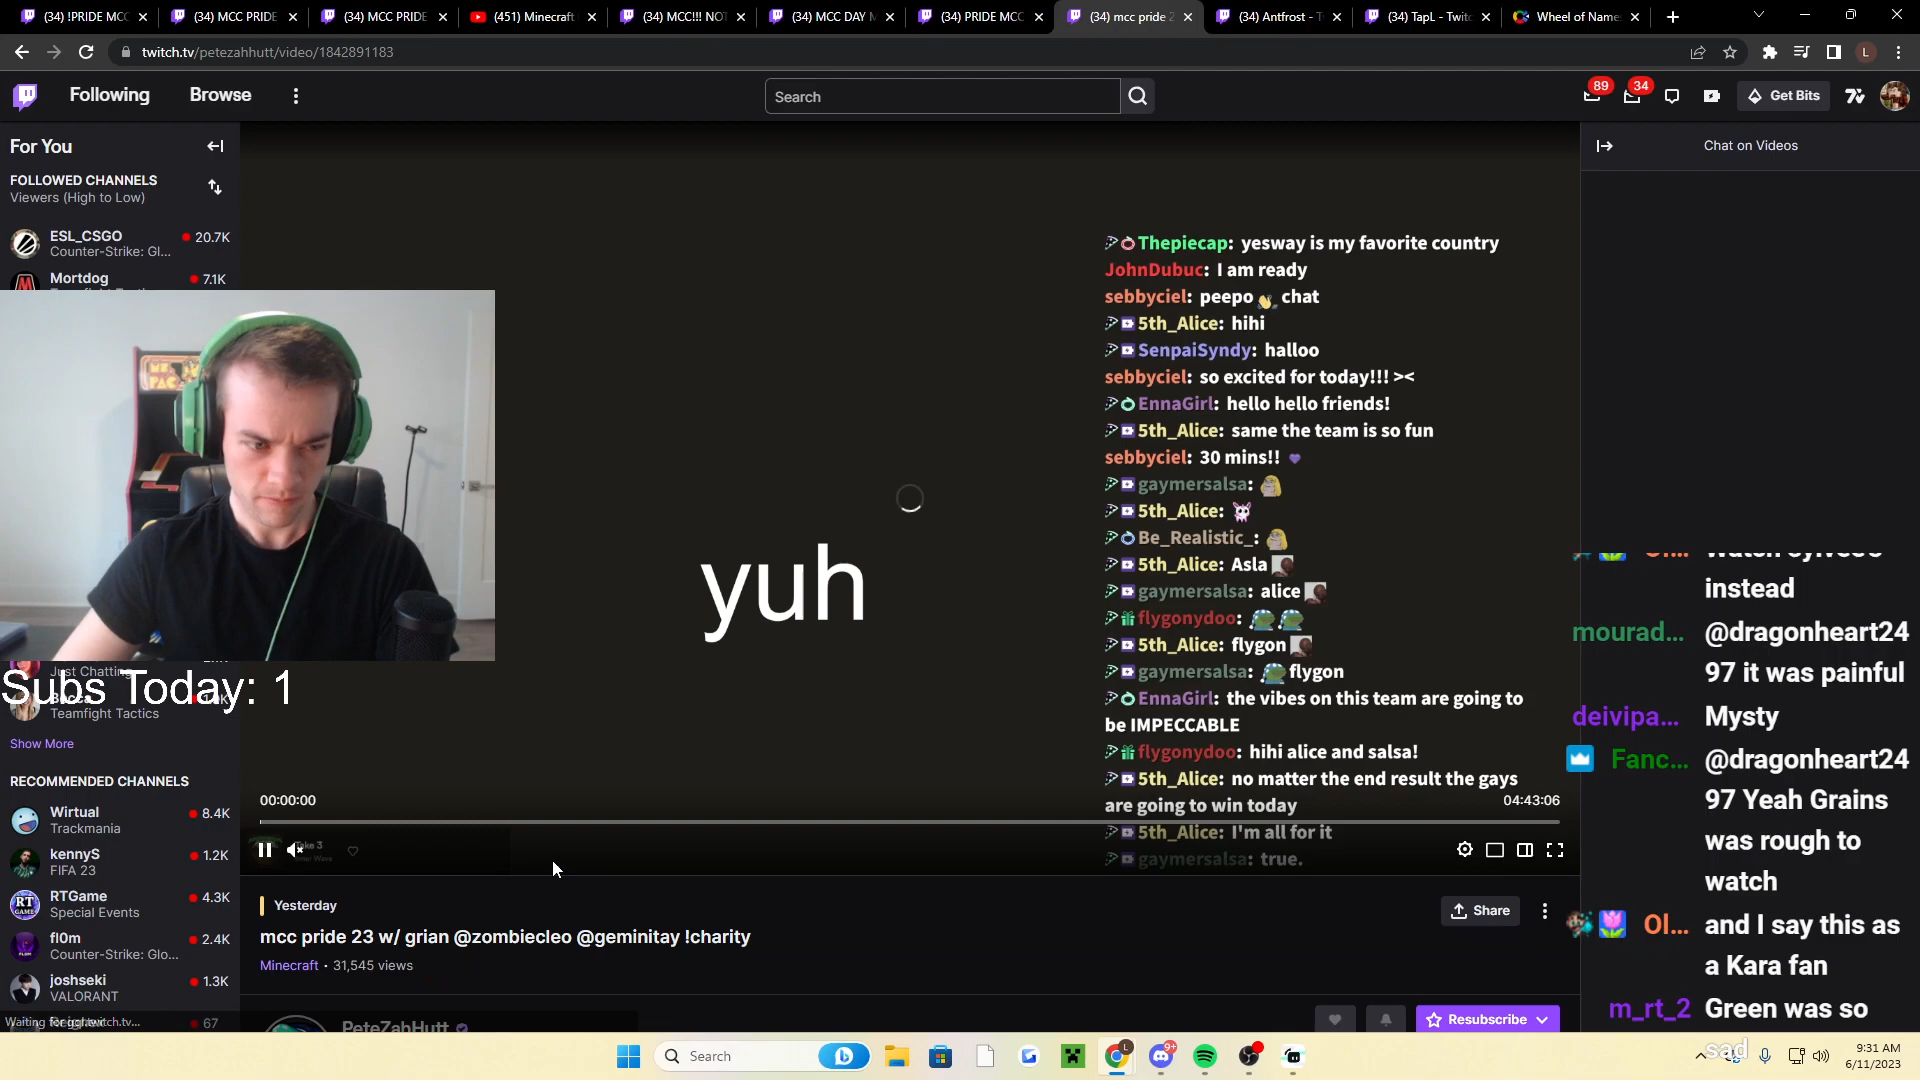 (34) !PRIDE MCC
(34) MCC PRIDE
(34) MCC PRIDE
(451) Minecraft
(34) MCC!!! NOT
(34) MCC DAY M
(34) PRIDE MCC
(34) mcc pride 2
(34) Antfrost - T
(34) TapL - Twitc
Wheel of Name
twitch.tv/petezahhutt/video/1842891183
L
Following
Browse
Search
89
34
Get Bits
For You
Chat on Videos
FOLLOWED CHANNELS
Viewers (High to Low)
ESL_CSGO
20.7K
Counter-Strike: Gl...
Mortdog
7.1K
Thepiecap: yesway is my favorite country
JohnDubuc: I am ready
sebbyciel: peepo chat
5th_Alice: hihi
SenpaiSyndy: halloo
sebbyciel: so excited for today!!! ><
EnnaGirl: hello hello friends!
5th_Alice: same the team is so fun
sebbyciel: 30 mins!!
gaymersalsa:
5th_Alice:
Be_Realistic_:
5th_Alice: Asla
gaymersalsa: alice
flygonydoo:
5th_Alice: flygon
gaymersalsa: flygon
EnnaGirl: the vibes on this team are going to
be IMPECCABLE
flygonydoo: hihi alice and salsa!
5th_Alice: no matter the end result the gays
are going to win today
5th_Alice: I'm all for it
gaymersalsa: true.
yuh
Just Chatting
Subs Today: 1
Teamfight Tactics
Show More
RECOMMENDED CHANNELS
Wirtual
8.4K
Trackmania
kennyS
1.2K
FIFA 23
RTGame
4.3K
Special Events
fl0m
2.4K
Counter-Strike: Glo...
joshseki
1.3K
VALORANT
67
00:00:00
04:43:06
Take 3
Yesterday
Share
mcc pride 23 w/ grian @zombiecleo @geminitay !charity
Minecraft • 31,545 views
PeteZahHutt
Resubscribe
instead
mourad... @dragonheart24
97 it was painful
deivipa... Mysty
Fanc... @dragonheart24
97 Yeah Grains
was rough to
watch
Ol... and I say this as
a Kara fan
m_rt_2 Green was so
sad
Search
9+
9:31 AM
6/11/2023